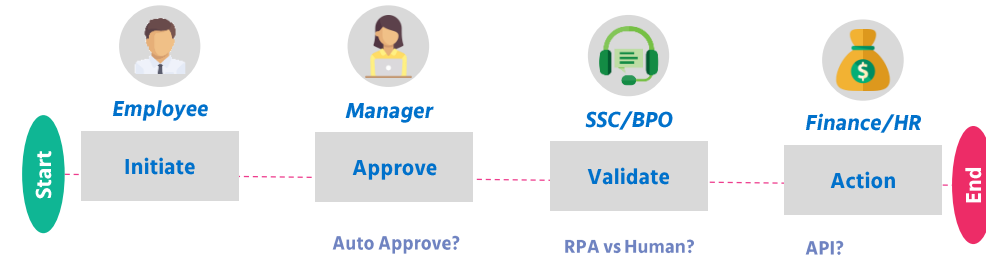 Employee
Manager
SSC/BPO
Finance/HR
Start
Initiate
Approve
Validate
Action
End
Auto Approve?
RPA vs Human?
API?
$